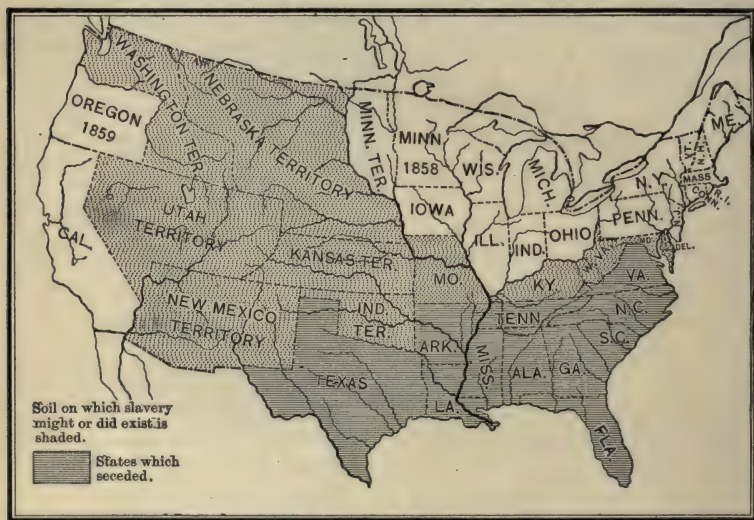 WASHINGTON TER.
NEBRASKA TERRITORY
OREGON
1859
MINN. TER.
MINN
1858
WIS.
MICH.
N.Y.
ME.
MASS
CONN.
R.I.
IOWA
ILL.
IND.
OHIO
PENN.
CAL.
UTAH
TERRITORY
KANSAS TER.
MO.
KY.
W. VA.
MD.
DEL.
VA.
NEW MEXICO
TERRITORY
IND.
TER.
TENN
N.C.
S.C.
ARK.
MISS.
ALA.
GA.
TEXAS
LA.
FLA.
Soil on which slavery
might or did exist is
shaded.
States which
seceded.